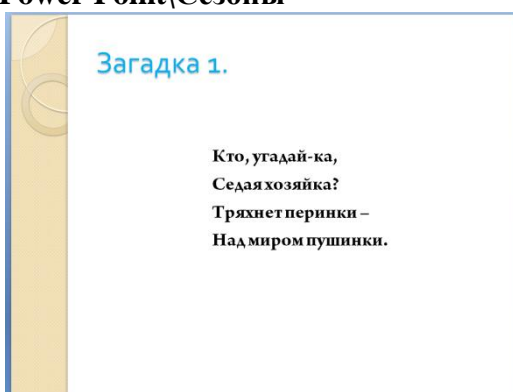 Power Point\Сезоны
Загадка 1.
Кто, угадай-ка,
Седая хозяйка?
Тряхнет перинки –
Над миром пушинки.